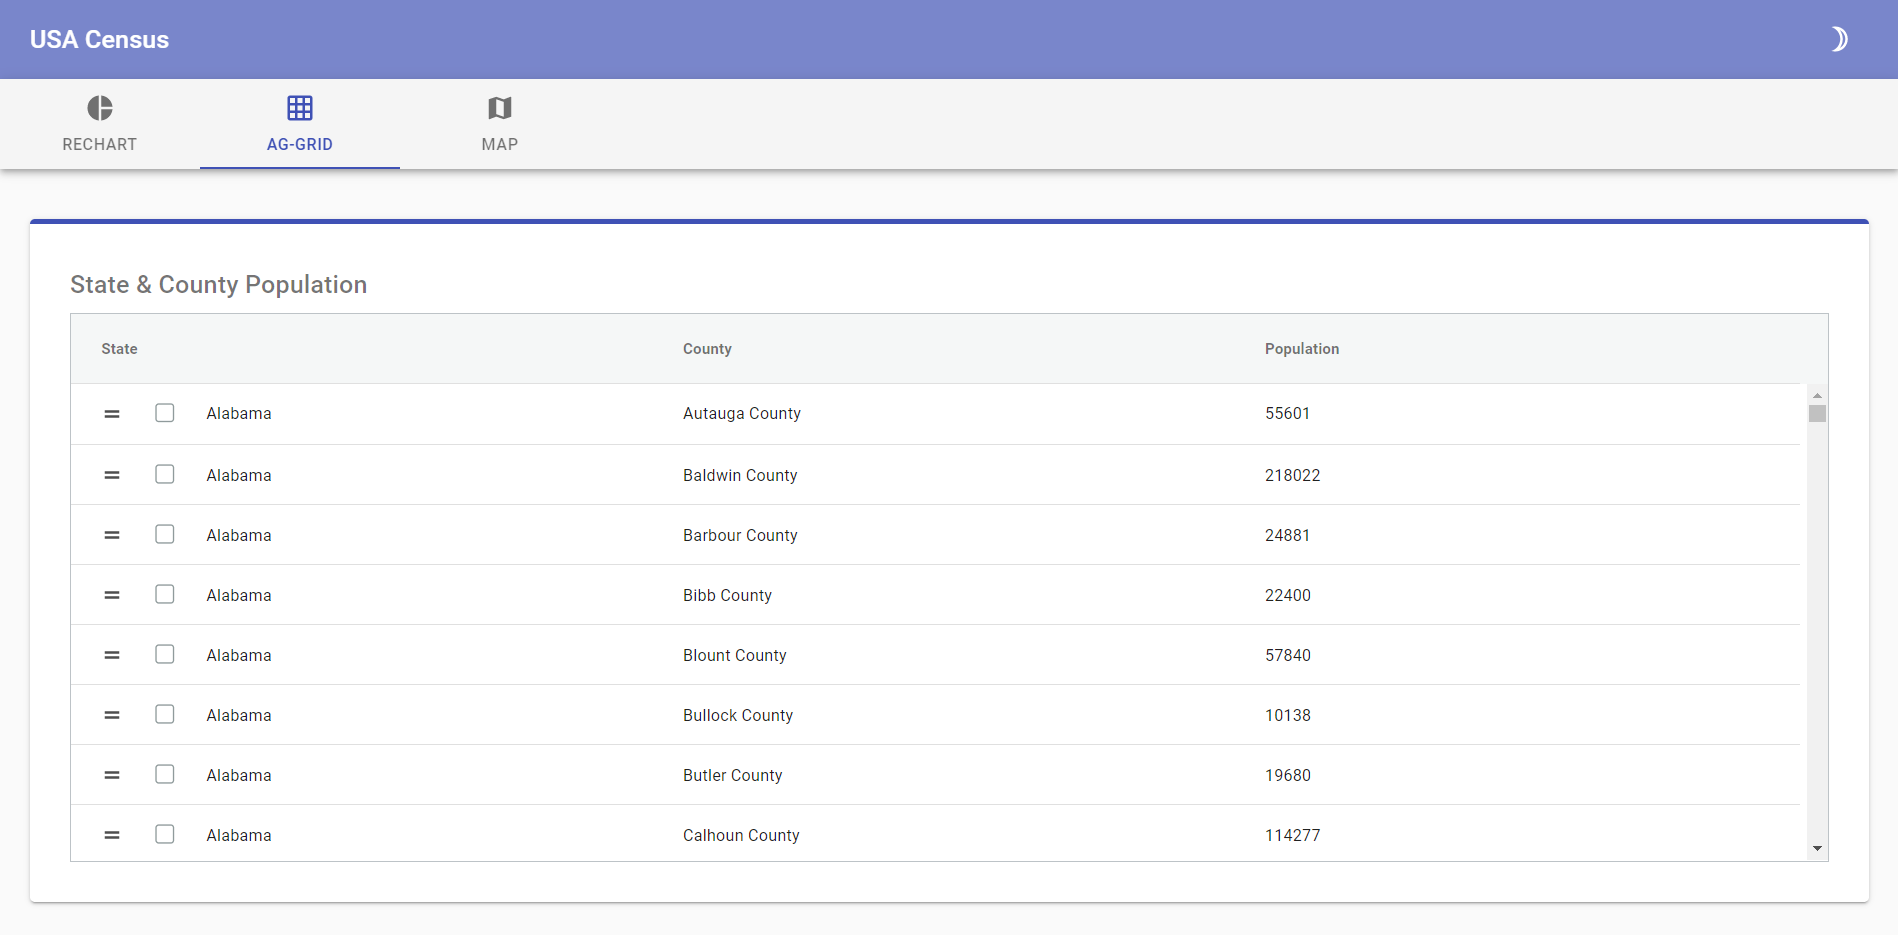 USA Census
RECHART
AG-GRID
MAP
State & County Population
State County Population
Alabama Autauga County 55601
Alabama Baldwin County 218022
Alabama Barbour County 24881
Alabama Bibb County 22400
Alabama Blount County 57840
Alabama Bullock County 10138
Alabama Butler County 19680
Alabama Calhoun County 114277